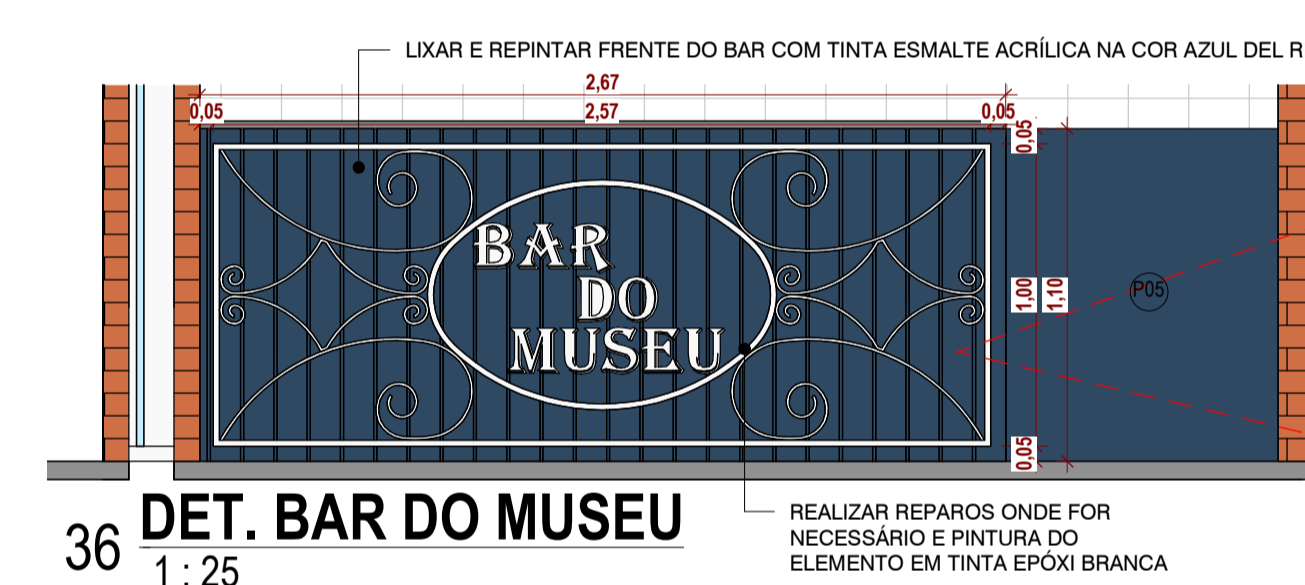 LIXAR E REPINTAR FRENTE DO BAR COM TINTA ESMALTE ACRÍLICA NA COR AZUL DEL
2,67
0,05 2,57 0,05
0,05
BAR
DO
MUSEU
1,00 1,10
P05
0,05
REALIZAR REPAROS ONDE FOR
NECESSÁRIO E PINTURA DO
ELEMENTO EM TINTA EPÓXI BRANCA
36 DET. BAR DO MUSEU
1 : 25